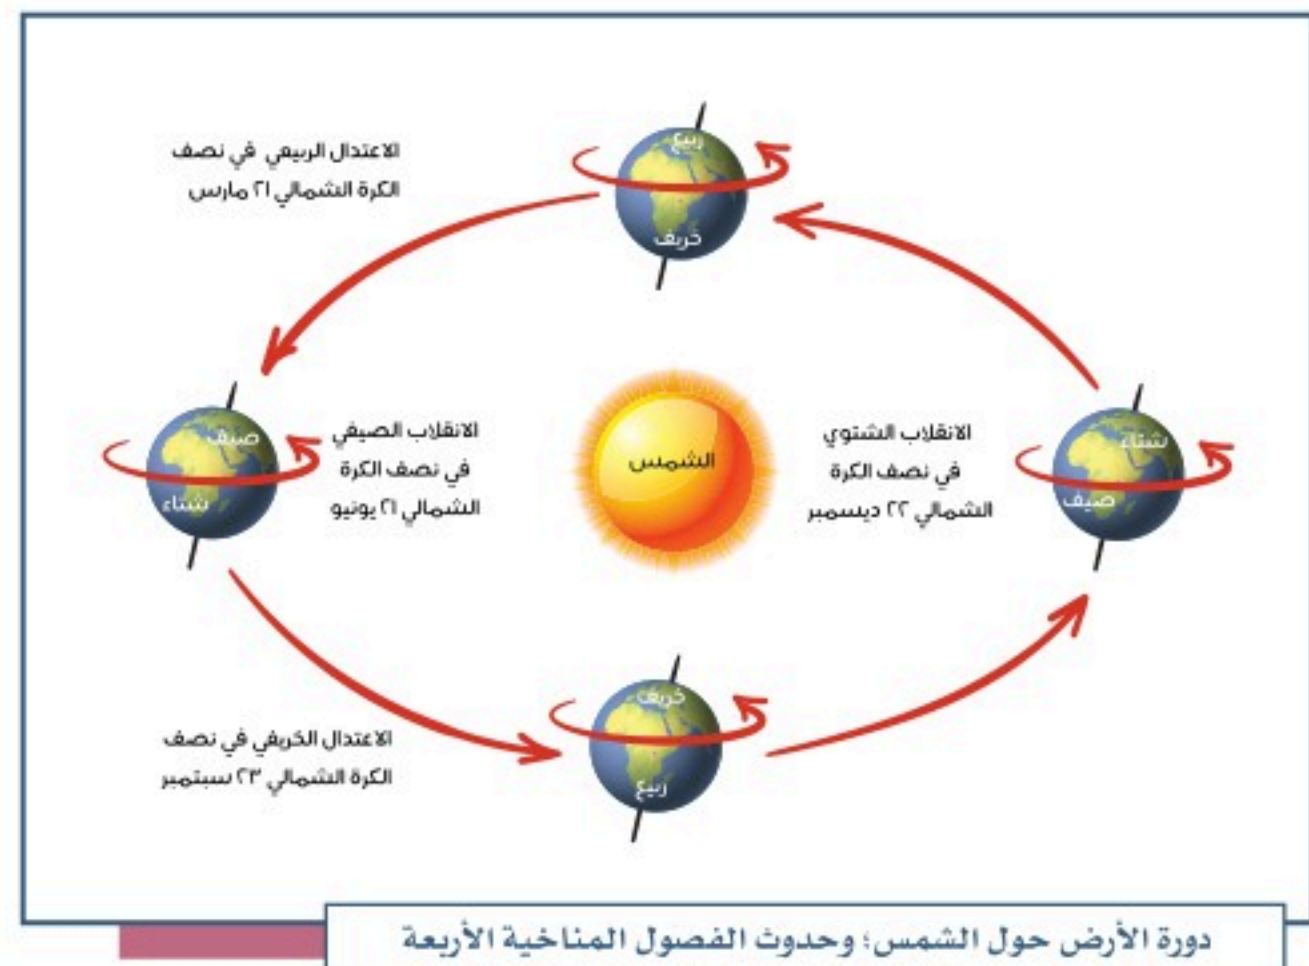 ربيع
خريف
الاعتدال الربيعي في نصف
الكرة الشمالي ٢١ مارس
شتاء
صيف
الانقلاب الشتوي
في نصف الكرة
الشمالي ٢٢ ديسمبر
الشمس
الانقلاب الصيفي
في نصف الكرة
الشمالي ٢١ يونيو
صيف
شتاء
خريف
ربيع
الاعتدال الخريفي في نصف
الكرة الشمالي ٢٣ سبتمبر
دورة الأرض حول الشمس؛ وحدوث الفصول المناخية الأربعة